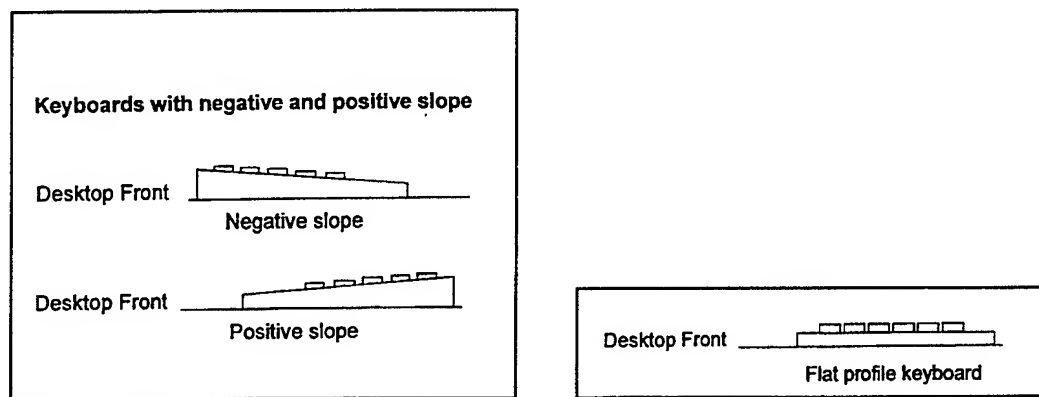 Keyboards with negative and positive slope
Desktop Front
Negative slope
Desktop Front
Positive slope
Desktop Front
Flat profile keyboard